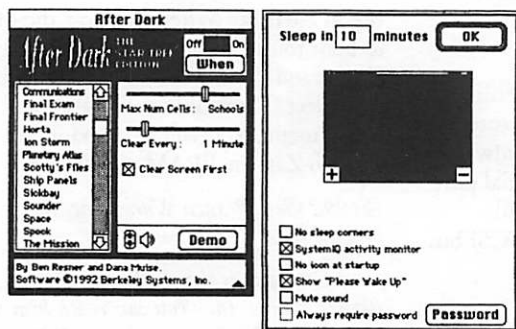 After Dark
After Dark
THE
STAR TREK
EDITION
Off On
When
Communications
Final Exam
Final Frontier
Horta
Ion Storm
Planetary Atlas
Scotty's Files
Ship Panels
Sickbay
Sounder
Space
Spock
The Mission
Max Num Cells: Schools
Clear Every: 1 Minute
Clear Screen First
Demo
By Ben Resner and Dana Muise.
Software ©1992 Berkeley Systems, Inc.
Sleep in 10 minutes
OK
+ −
No sleep corners
SystemIQ activity monitor
No icon at startup
Show "Please Wake Up"
Mute sound
Always require password
Password